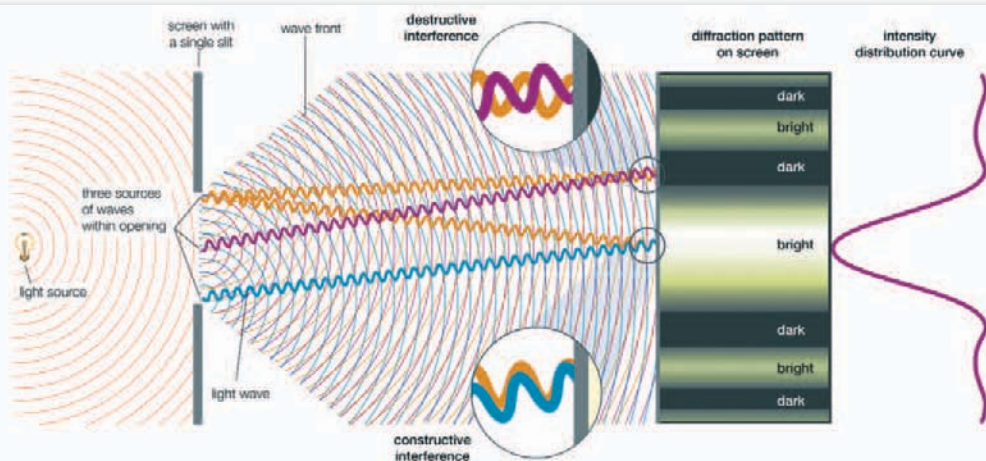 screen with
a single slit
wave front
destructive
interference
diffraction pattern
on screen
intensity
distribution curve
dark
bright
dark
bright
dark
bright
dark
three sources
of waves
within opening
light source
light wave
constructive
interference